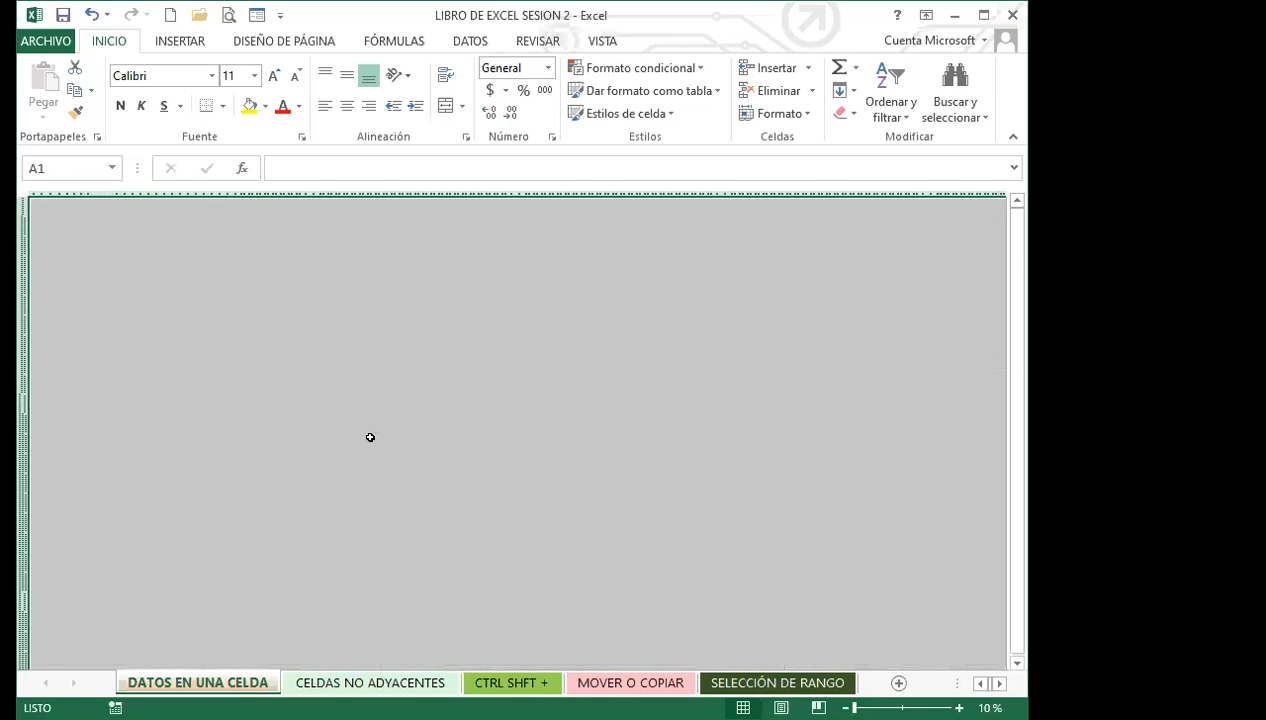 LIBRO DE EXCEL SESION 2 - Excel
?
ARCHIVO INICIO INSERTAR DISEÑO DE PÁGINA FÓRMULAS DATOS REVISAR VISTA Cuenta Microsoft
Pegar
Calibri 11
N K S
Portapapeles Fuente Alineación
General
$ % 000
Número
Formato condicional
Dar formato como tabla
Estilos de celda
Estilos
Insertar
Eliminar
Formato
Celdas
Ordenar y filtrar
Buscar y seleccionar
Modificar
A1 fx
DATOS EN UNA CELDA CELDAS NO ADYACENTES CTRL SHFT + MOVER O COPIAR SELECCIÓN DE RANGO
LISTO 10 %